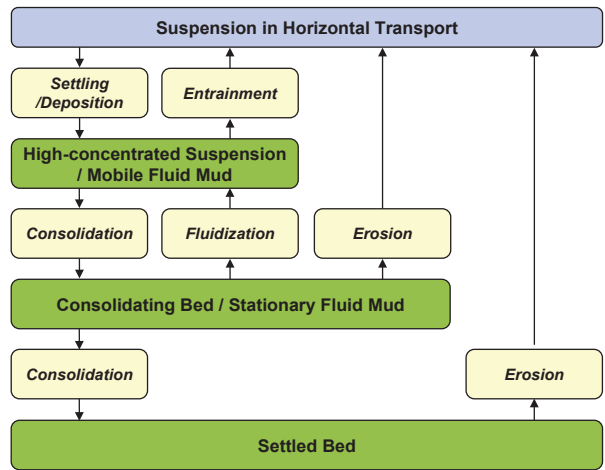 Suspension in Horizontal Transport
Settling
/Deposition
Entrainment
High-concentrated Suspension
/ Mobile Fluid Mud
Consolidation
Fluidization
Erosion
Consolidating Bed / Stationary Fluid Mud
Consolidation
Erosion
Settled Bed